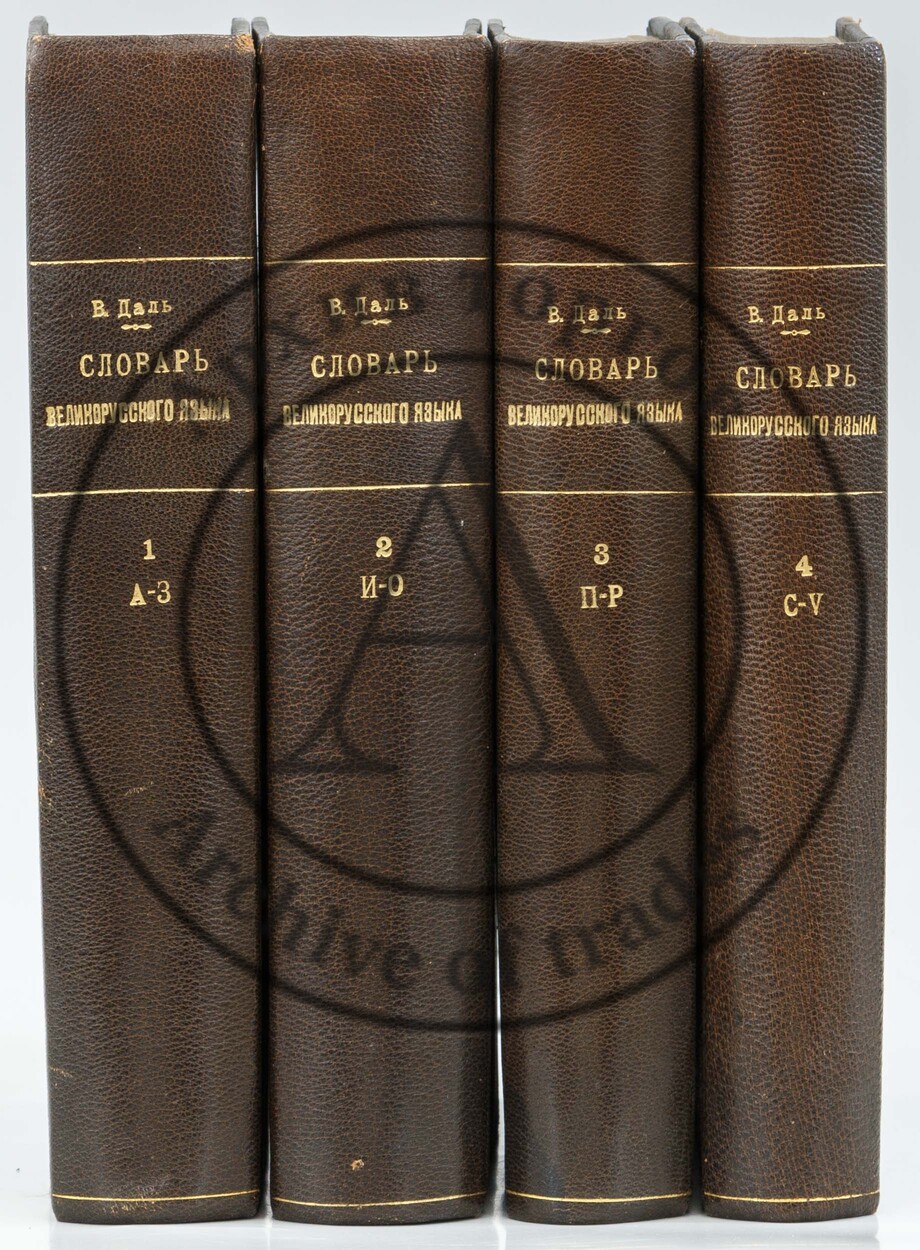 В. Даль
СЛОВАРЬ
ВЕЛИКОРУССКОГО ЯЗЫКА
1
А-З
В. Даль
СЛОВАРЬ
ВЕЛИКОРУССКОГО ЯЗЫКА
2
И-О
В. Даль
СЛОВАРЬ
ВЕЛИКОРУССКОГО ЯЗЫКА
3
П-Р
В. Даль
СЛОВАРЬ
ВЕЛИКОРУССКОГО ЯЗЫКА
4
С-Ѵ
A
Archive of trades